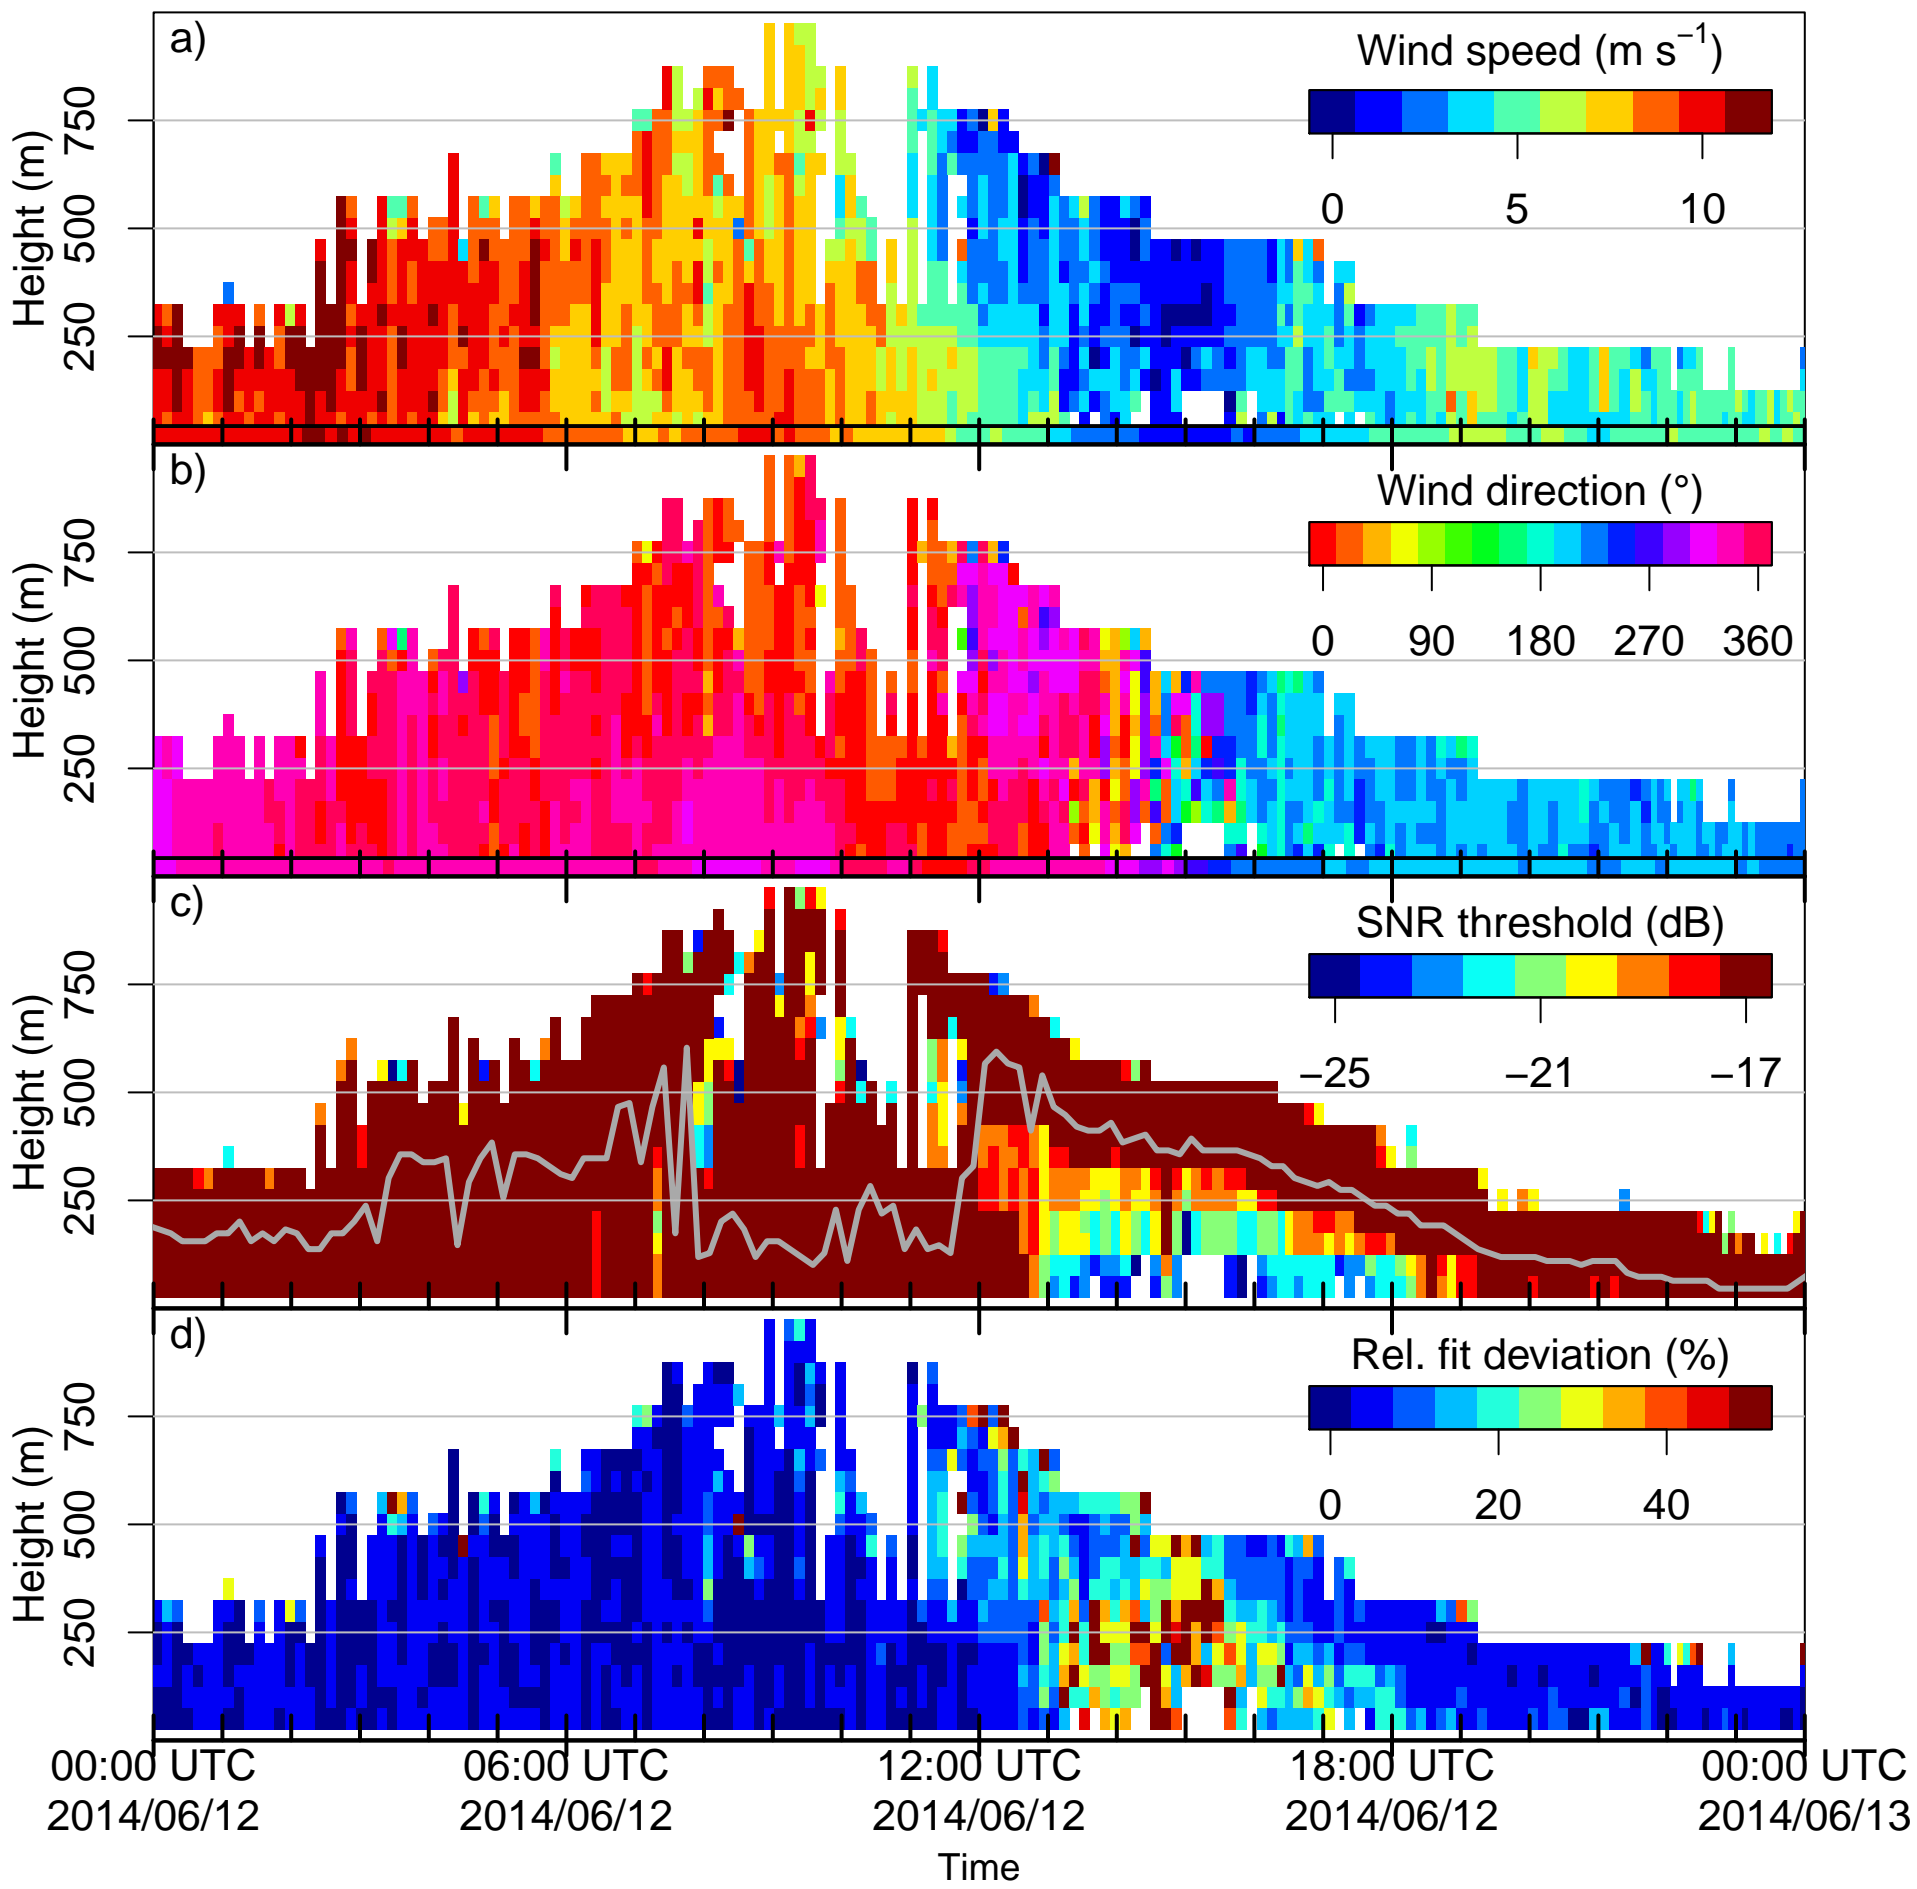 a)
Wind speed (m s⁻¹)
0 5 10
Height (m)
250 500 750
b)
Wind direction (°)
0 90 180 270 360
Height (m)
250 500 750
c)
SNR threshold (dB)
−25 −21 −17
Height (m)
250 500 750
d)
Rel. fit deviation (%)
0 20 40
Height (m)
250 500 750
00:00 UTC 06:00 UTC 12:00 UTC 18:00 UTC 00:00 UTC
2014/06/12 2014/06/12 2014/06/12 2014/06/12 2014/06/13
Time